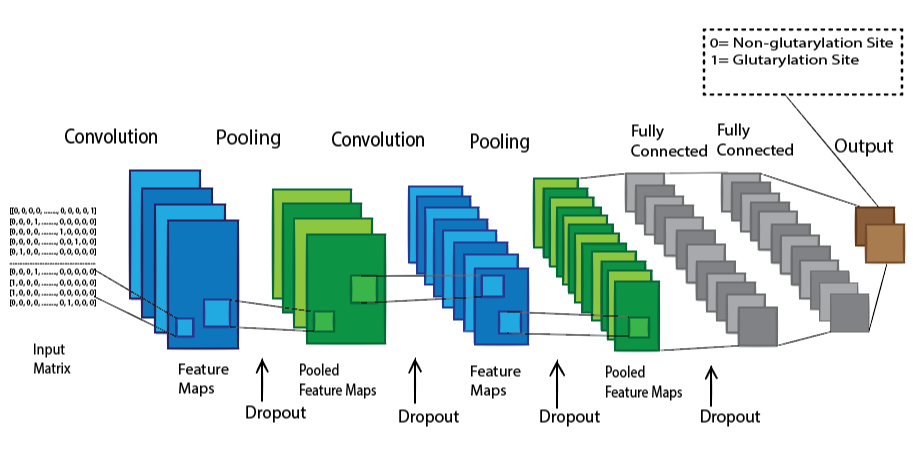 0= Non-glutarylation Site
1= Glutarylation Site
Convolution
Pooling
Convolution
Pooling
Fully
Connected
Fully
Connected
Output
[[0, 0, 0, 0, ......., 0, 0, 0, 0, 1]
[0, 0, 0, 1, ......., 0, 0, 0, 0, 0]
[0, 0, 0, 0, ......., 1, 0, 0, 0, 0]
[0, 0, 0, 0, ......., 0, 0, 1, 0, 0]
[0, 1, 0, 0, ......., 0, 0, 0, 0, 0]
[0, 0, 0, 1, ......., 0, 0, 0, 0, 0]
[1, 0, 0, 0, ......., 0, 0, 0, 0, 0]
[1, 0, 0, 0, ......., 0, 0, 0, 0, 0]
[0, 0, 0, 0, ......., 0, 1, 0, 0, 0]
Input
Matrix
Feature
Maps
Pooled
Feature Maps
Feature
Maps
Pooled
Feature Maps
Dropout
Dropout
Dropout
Dropout